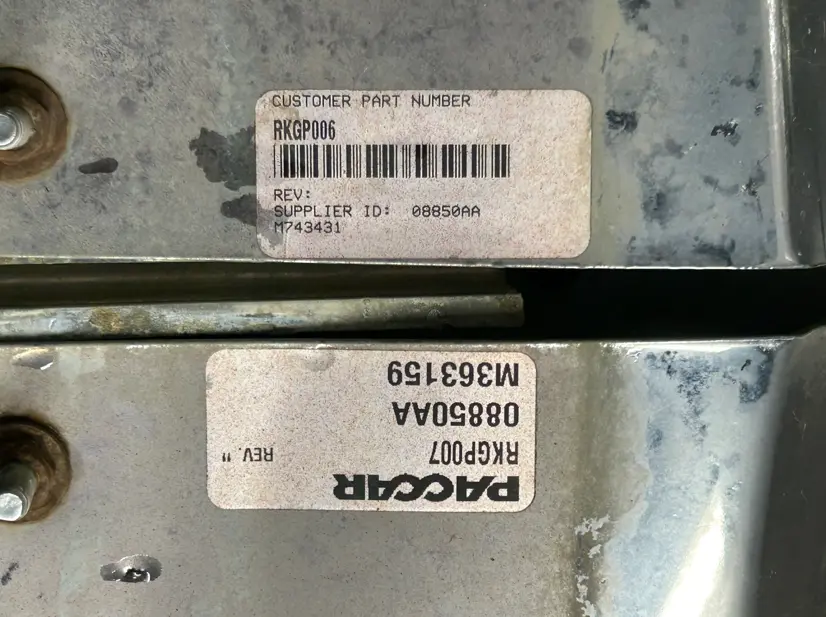 CUSTOMER PART NUMBER
RKGP006
REV:
SUPPLIER ID: 08850AA
M743431
PACCAR
RKGP007 REV. "
08850AA
M363159